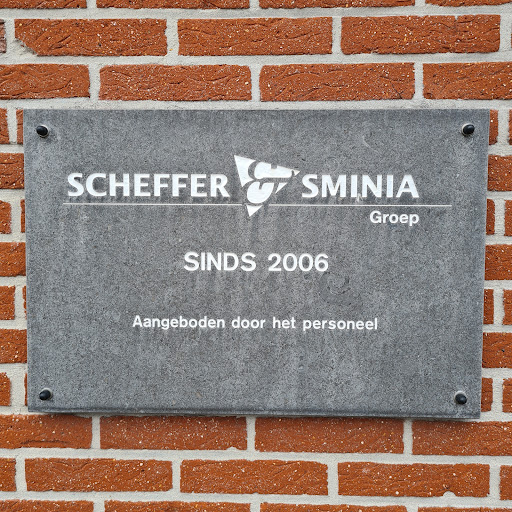 SCHEFFER & SMINIA
Groep
SINDS 2006
Aangeboden door het personeel